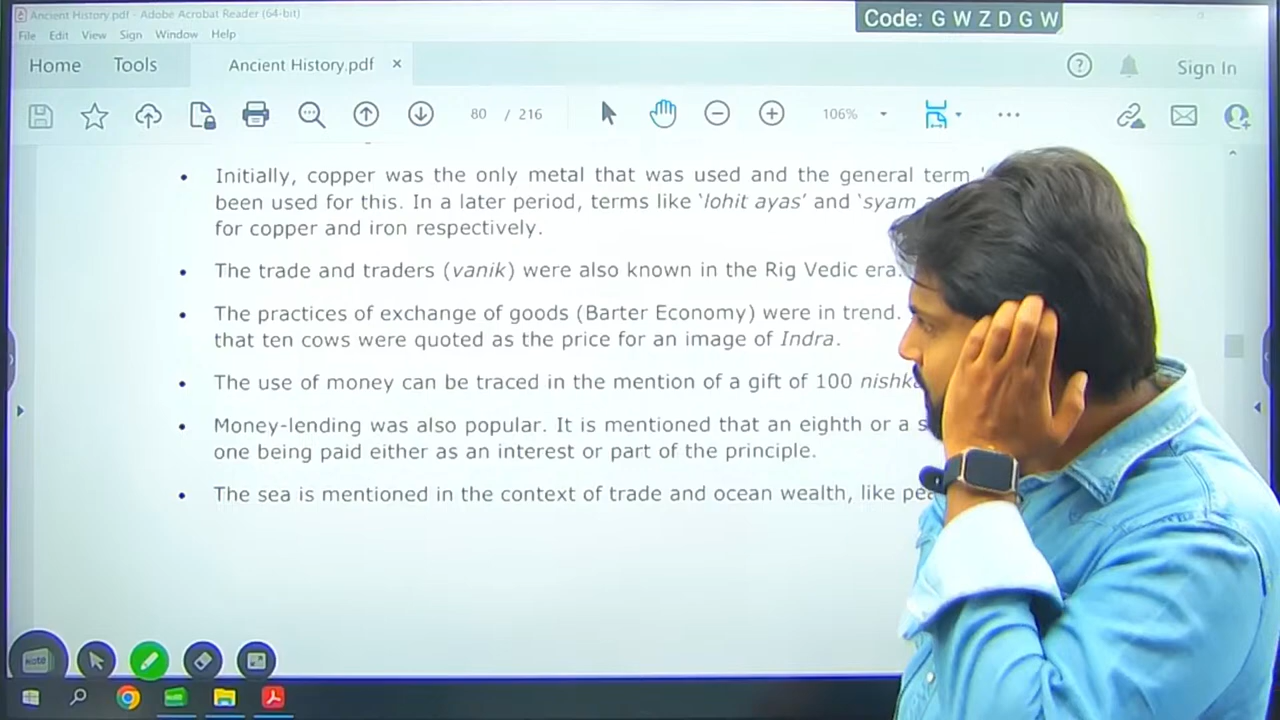 Ancient History.pdf - Adobe Acrobat Reader (64-bit)
Code: G W Z D G W
File Edit View Sign Window Help
Home Tools Ancient History.pdf × Sign In
80 / 216 106%
• Initially, copper was the only metal that was used and the general term
been used for this. In a later period, terms like 'lohit ayas' and 'syam
for copper and iron respectively.
• The trade and traders (vanik) were also known in the Rig Vedic era.
• The practices of exchange of goods (Barter Economy) were in trend.
that ten cows were quoted as the price for an image of Indra.
• The use of money can be traced in the mention of a gift of 100
• Money-lending was also popular. It is mentioned that an eighth or a
one being paid either as an interest or part of the principle.
• The sea is mentioned in the context of trade and ocean wealth, like
Note